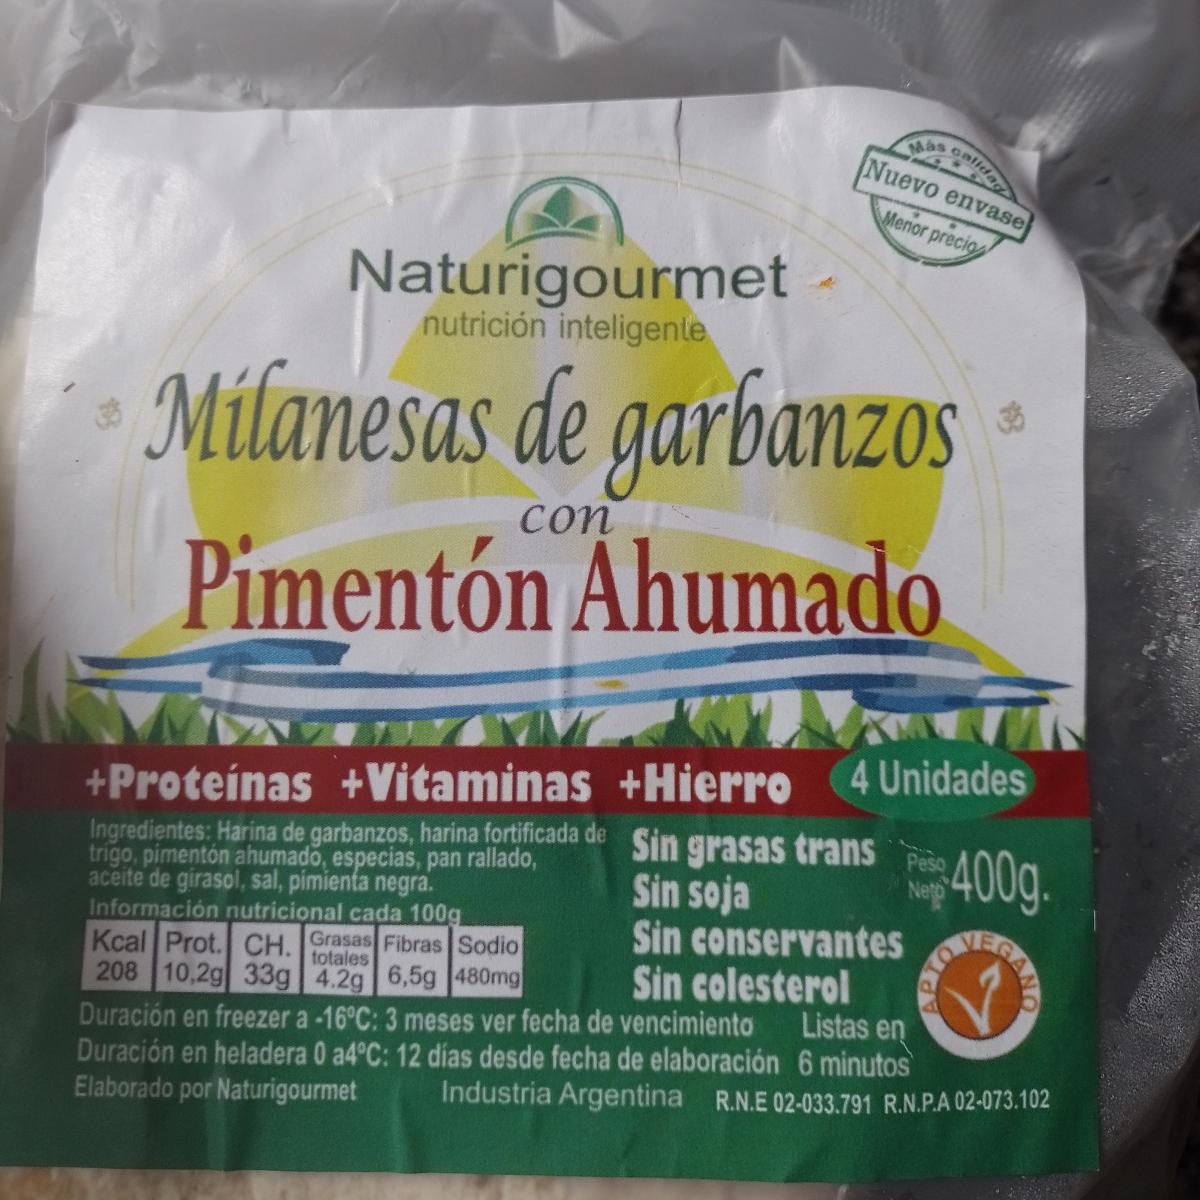 Más calidad
Nuevo envase
Menor precio
Naturigourmet
nutrición inteligente
ॐ Milanesas de garbanzos ॐ
con
Pimentón Ahumado
+Proteínas +Vitaminas +Hierro 4 Unidades
Ingredientes: Harina de garbanzos, harina fortificada de
trigo, pimentón ahumado, especias, pan rallado,
aceite de girasol, sal, pimienta negra.
Información nutricional cada 100g
Kcal Prot. CH. Grasas totales Fibras Sodio
208 10,2g 33g 4.2g 6,5g 480mg
Sin grasas trans
Sin soja
Sin conservantes
Sin colesterol
Peso Neto 400g.
APTO VEGANO
Duración en freezer a -16ºC: 3 meses ver fecha de vencimiento
Duración en heladera 0 a4ºC: 12 días desde fecha de elaboración
Listas en
6 minutos
Elaborado por Naturigourmet Industria Argentina R.N.E 02-033.791 R.N.P.A 02-073.102